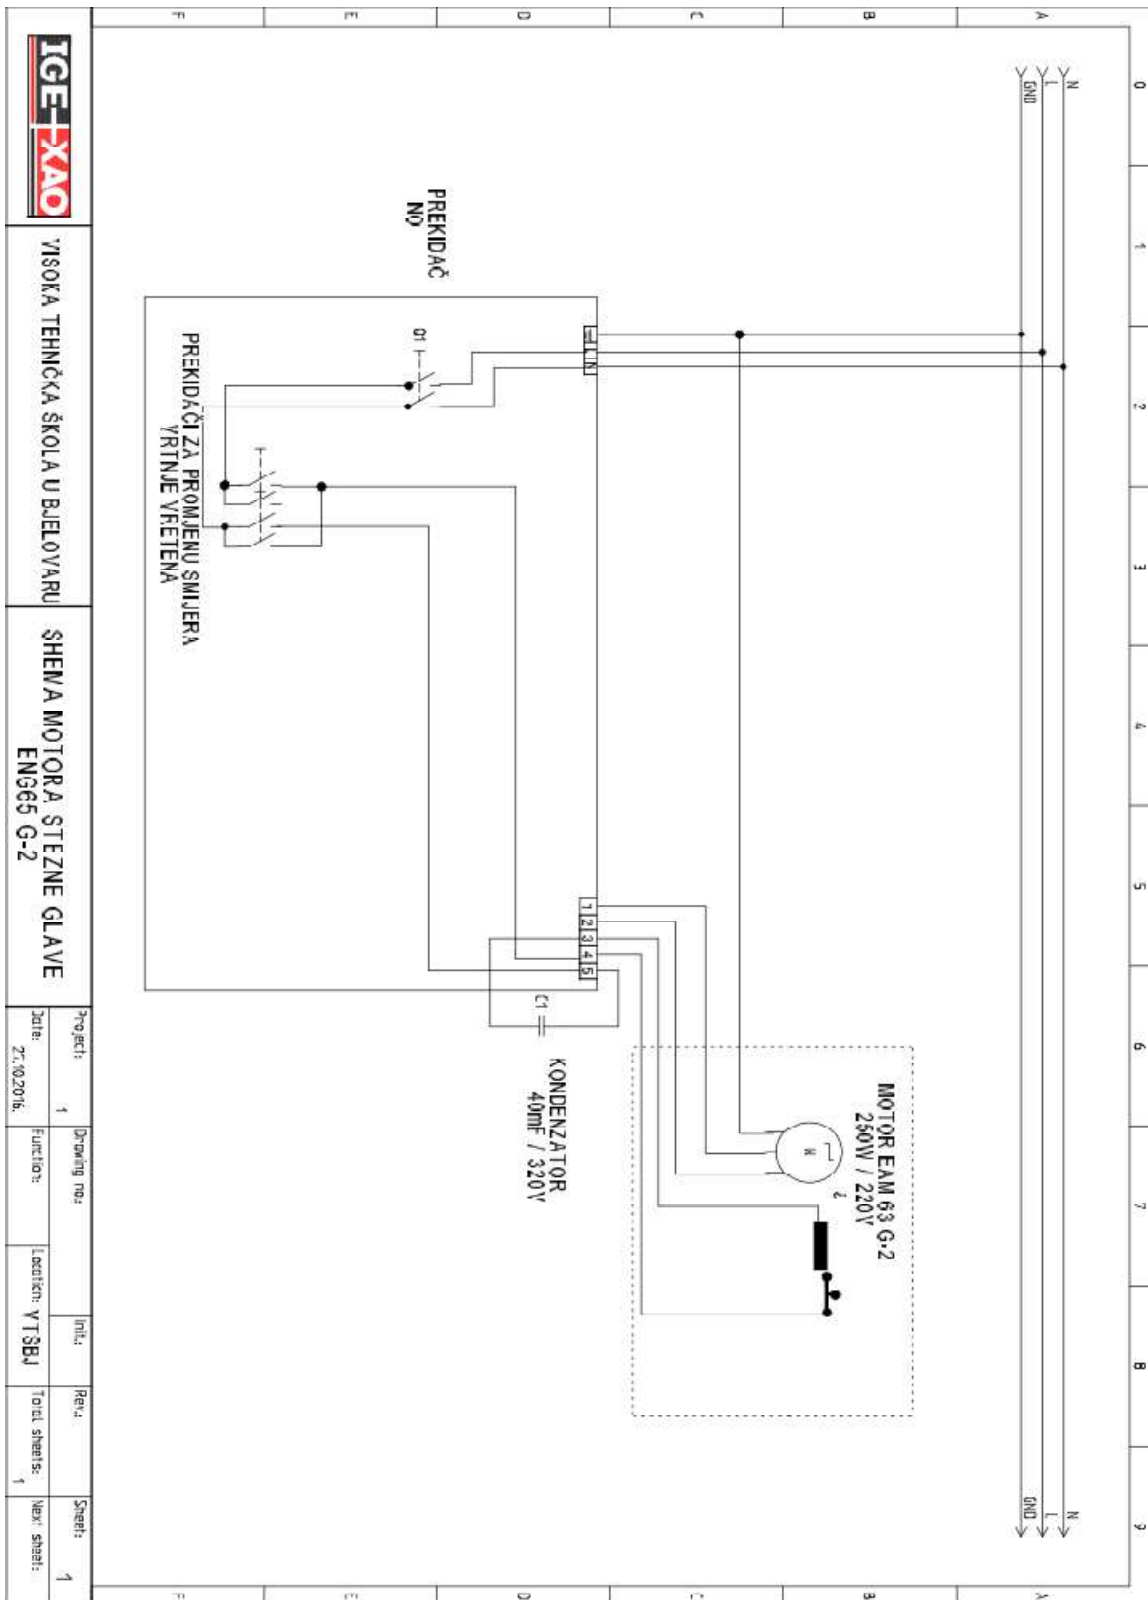 0 1 2 3 4 5 6 7 8 9
A A
B B
C C
D D
E E
F F
N N
L L
GND GND
L N
PREKIDAČ
NO
Q1
PREKIDAČI ZA PROMJENU SMIJERA
VRTNJE VRETENA
1 2 3 4 5
C1
KONDENZATOR
40mF / 320V
MOTOR EAM 63 G-2
250W / 220V
M
2
IGE+XAO
VISOKA TEHNČKA ŠKOLA U BJELOVARU
SHEMA MOTORA STEZNE GLAVE
ENG65 G-2
Project: 1
Drawing no.:
Init.:
Rev.:
Sheet: 1
Date: 27.10.2016.
Function:
Location: VTSBJ
Total sheets: 1
Next sheet: